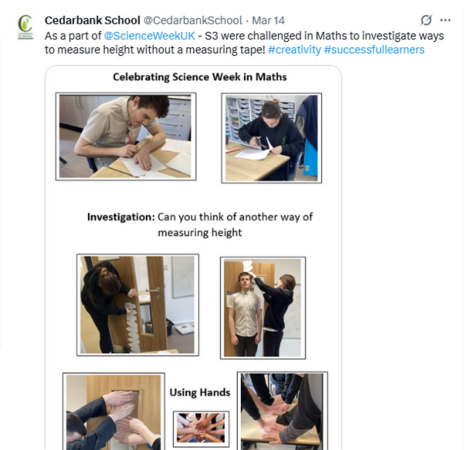 Cedarbank School @CedarbankSchool · Mar 14
As a part of @ScienceWeekUK - S3 were challenged in Maths to investigate ways
to measure height without a measuring tape! #creativity #successfullearners
Celebrating Science Week in Maths
Investigation: Can you think of another way of
measuring height
Using Hands